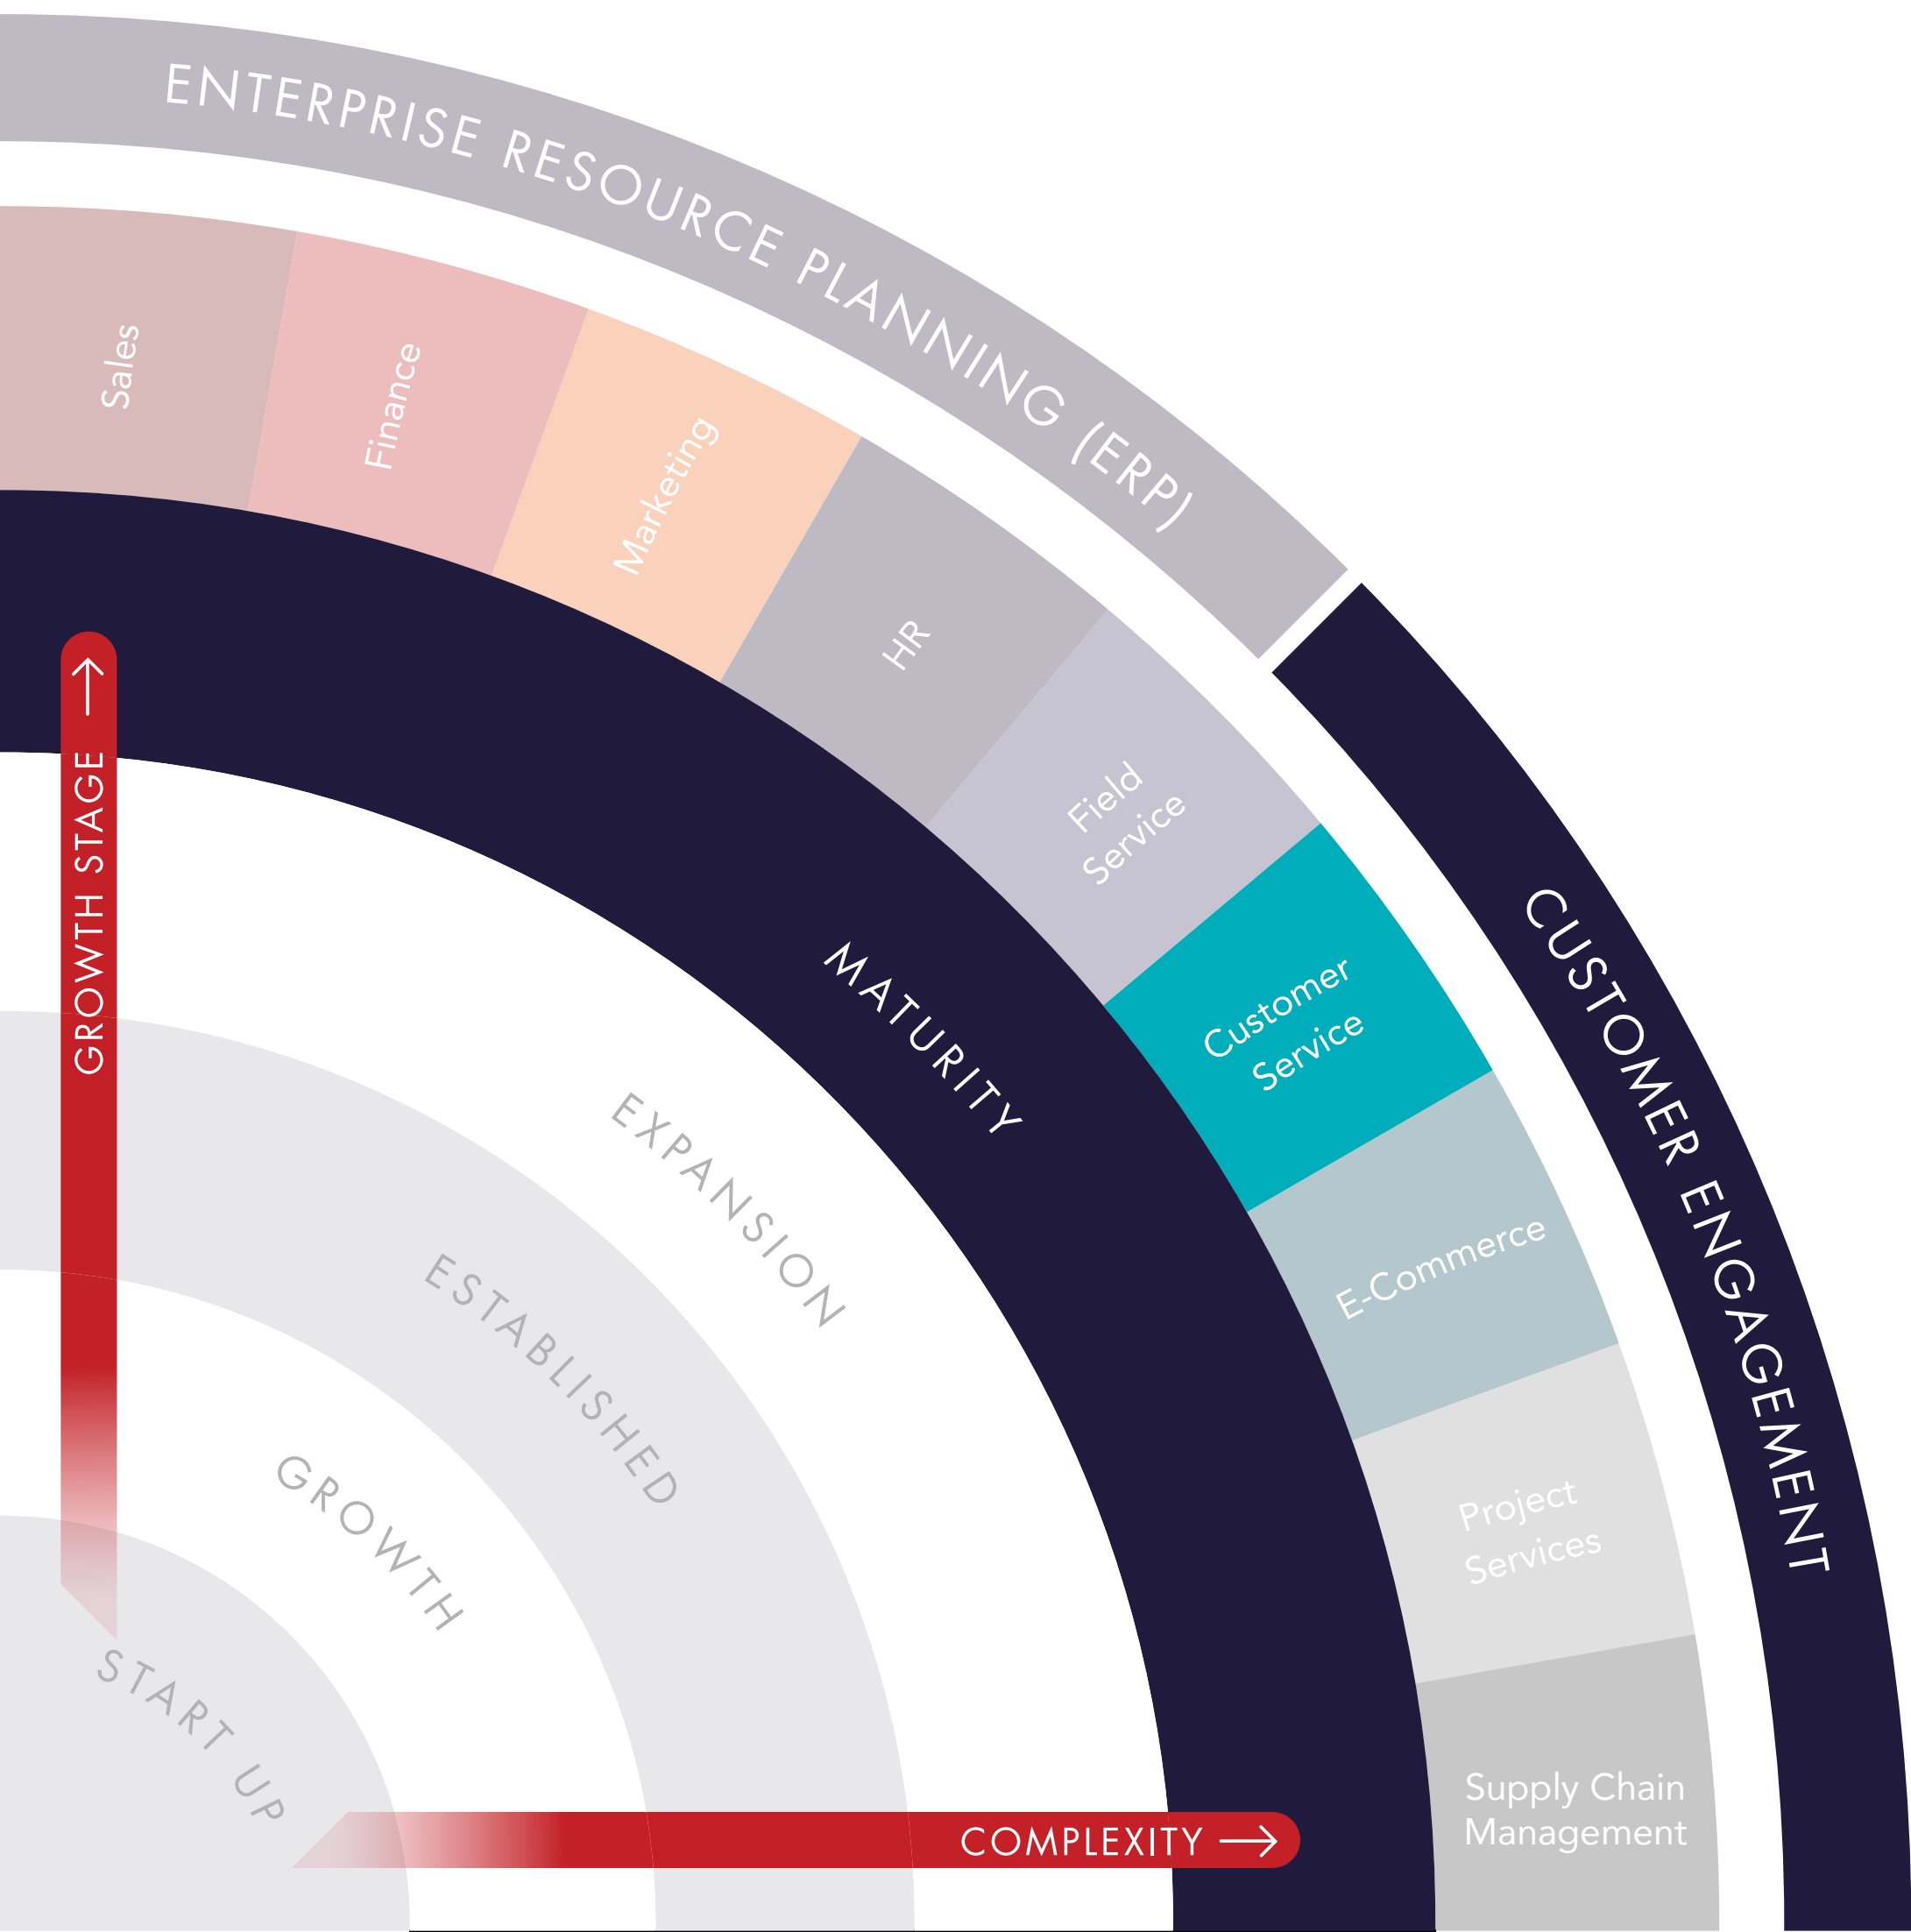 ENTERPRISE RESOURCE PLANNING (ERP)
CUSTOMER ENGAGEMENT
Sales
Finance
Marketing
HR
Field
Service
Customer
Service
E-Commerce
Project
Services
Supply Chain
Management
GROWTH STAGE
MATURITY
EXPANSION
ESTABLISHED
GROWTH
START UP
COMPLEXITY